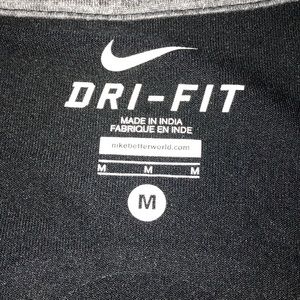 DRI-FIT
MADE IN INDIA
FABRIQUE EN INDE
nikebetterworld.com
M M M
M